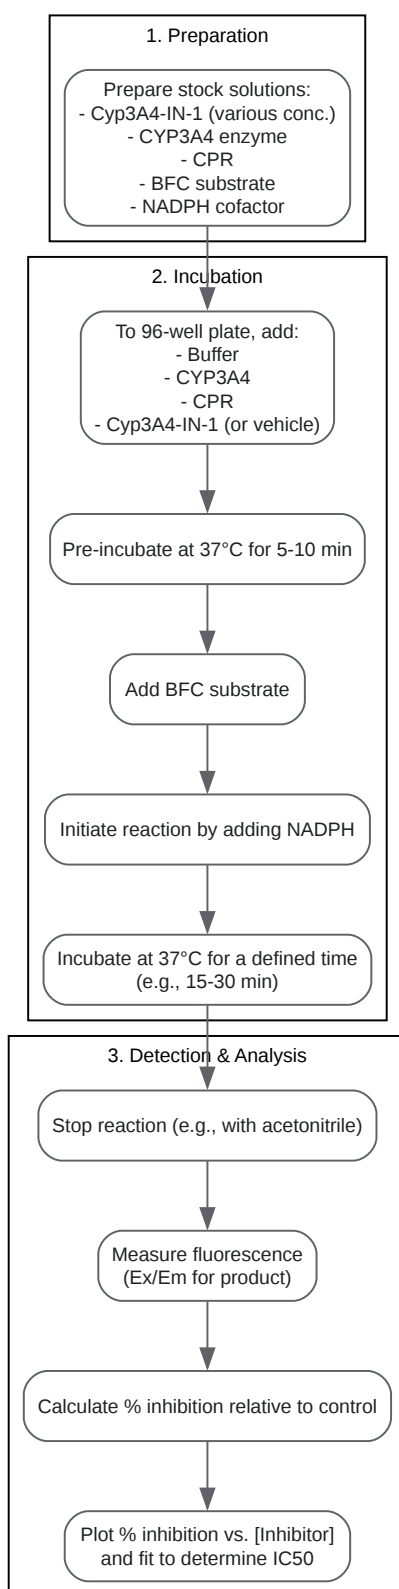 1. Preparation
Prepare stock solutions:
- Cyp3A4-IN-1 (various conc.)
- CYP3A4 enzyme
- CPR
- BFC substrate
- NADPH cofactor
2. Incubation
To 96-well plate, add:
- Buffer
- CYP3A4
- CPR
- Cyp3A4-IN-1 (or vehicle)
Pre-incubate at 37°C for 5-10 min
Add BFC substrate
Initiate reaction by adding NADPH
Incubate at 37°C for a defined time
(e.g., 15-30 min)
3. Detection & Analysis
Stop reaction (e.g., with acetonitrile)
Measure fluorescence
(Ex/Em for product)
Calculate % inhibition relative to control
Plot % inhibition vs. [Inhibitor]
and fit to determine IC50